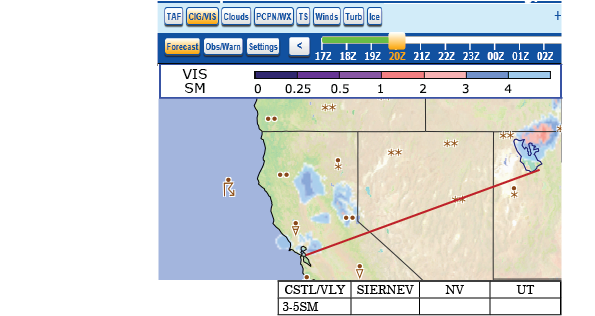 TAF CIG/VIS Clouds PCPN/WX TS Winds Turb Ice +
Forecast Obs/Warn Settings <
17Z 18Z 19Z 20Z 21Z 22Z 23Z 00Z 01Z 02Z
VIS
SM 0 0.25 0.5 1 2 3 4
CSTL/VLY SIERNEV NV UT
3-5SM